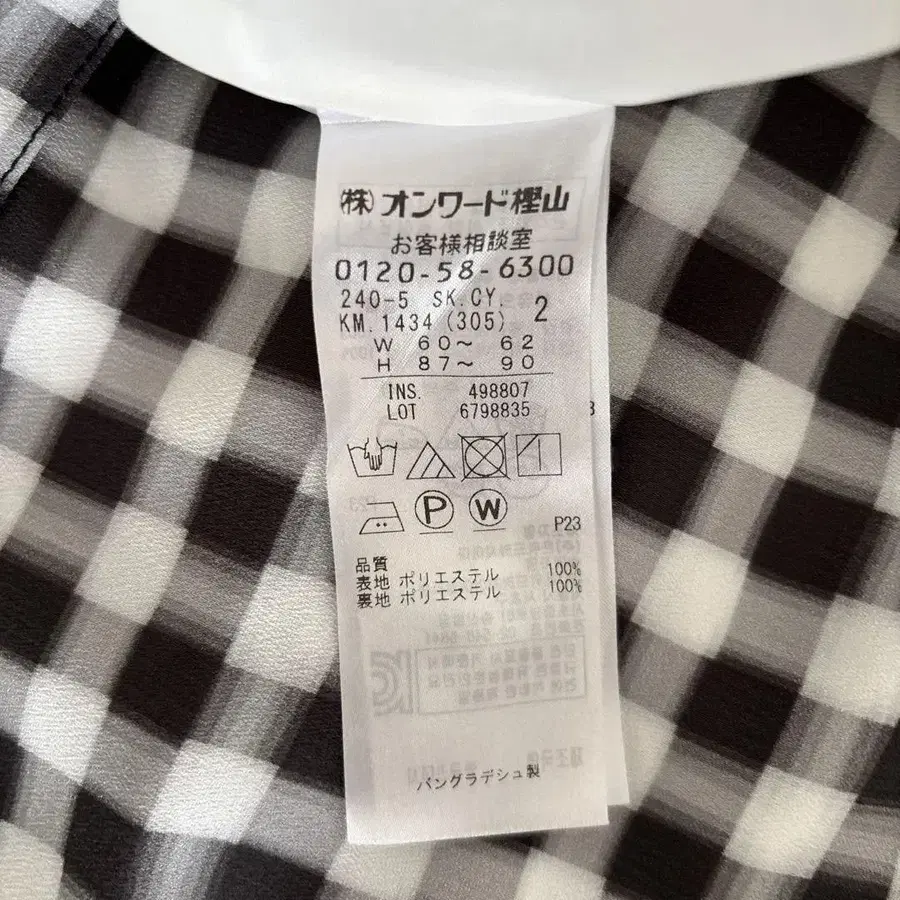 (株)オンワード樫山
お客様相談室
0120-58-6300
240-5 SK.CY. 2
KM.1434(305)
W 60〜 62
H 87〜 90
INS. 498807
LOT 6798835
P W
P23
品質
表地 ポリエステル 100%
裏地 ポリエステル 100%
バングラデシュ製